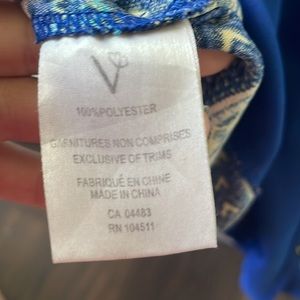 V
100%POLYESTER
GARNITURES NON COMPRISES
EXCLUSIVE OF TRIMS
FABRIQUÉ EN CHINE
MADE IN CHINA
CA 04483
RN 104511